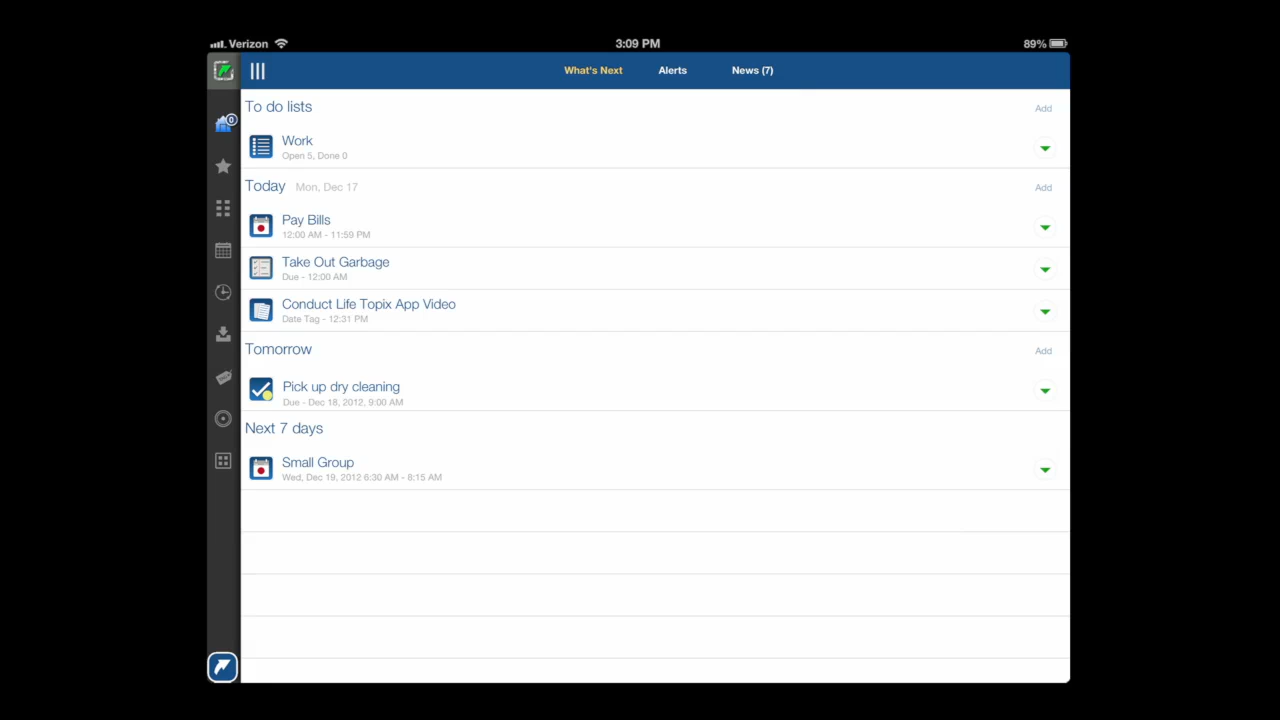 Verizon 3:09 PM 89%
What's Next Alerts News (7)
To do lists Add
0
Work
Open 5, Done 0
Today Mon, Dec 17 Add
Pay Bills
12:00 AM - 11:59 PM
Take Out Garbage
Due - 12:00 AM
Conduct Life Topix App Video
Date Tag - 12:31 PM
Tomorrow Add
Pick up dry cleaning
Due - Dec 18, 2012, 9:00 AM
Next 7 days
Small Group
Wed, Dec 19, 2012 6:30 AM - 8:15 AM